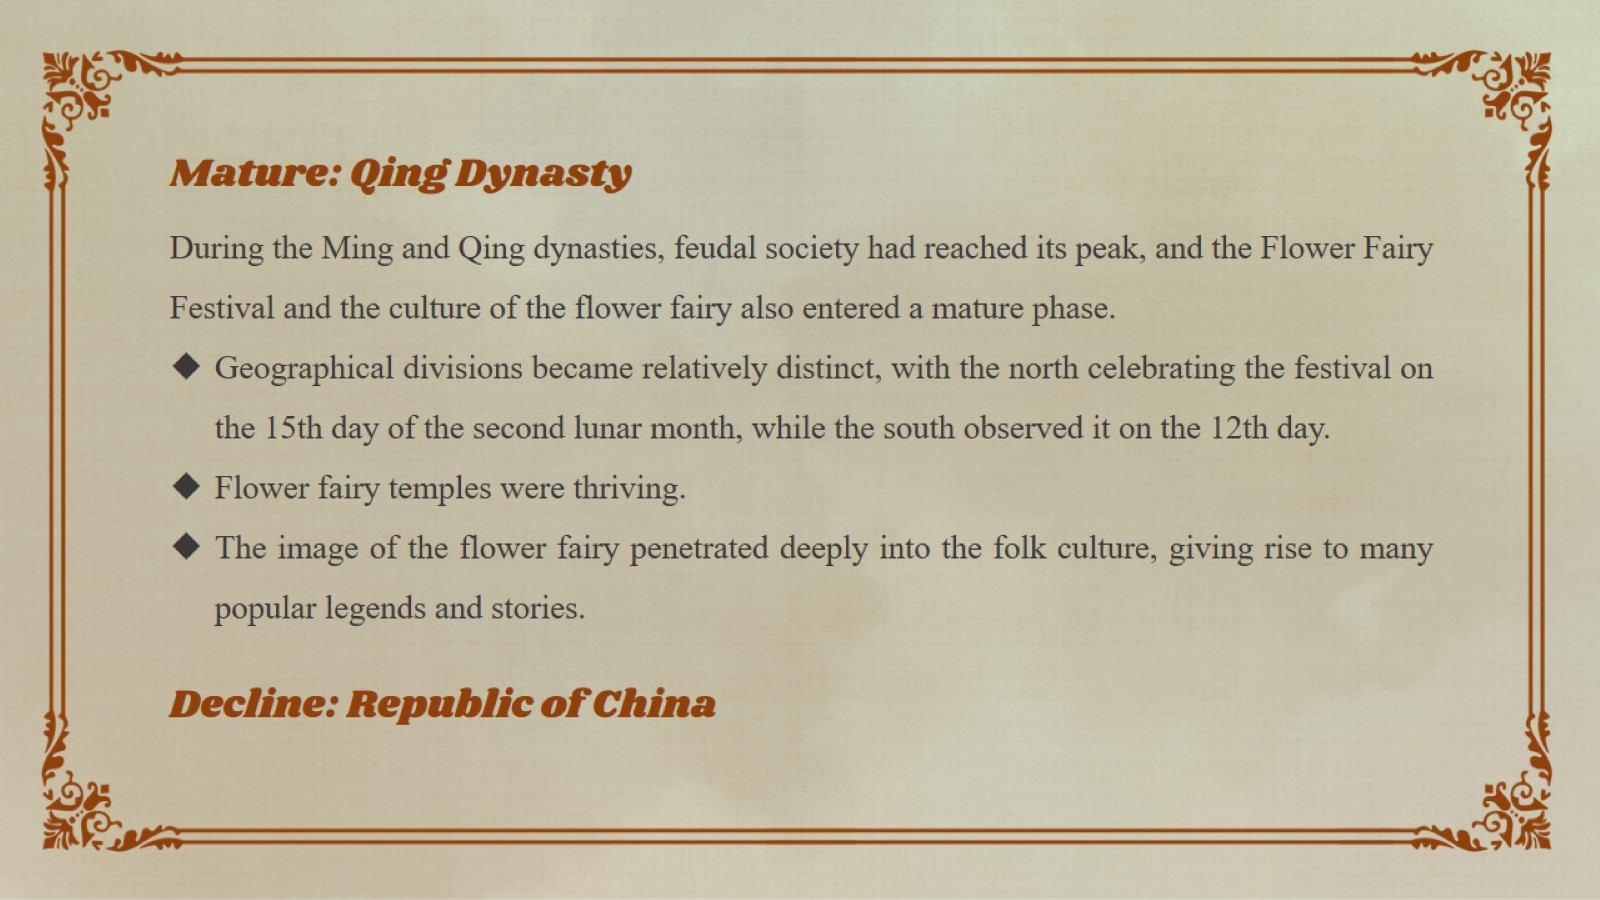 Mature: Qing Dynasty
During the Ming and Qing dynasties, feudal society had reached its peak, and the Flower Fairy
Festival and the culture of the flower fairy also entered a mature phase.
◆ Geographical divisions became relatively distinct, with the north celebrating the festival on
the 15th day of the second lunar month, while the south observed it on the 12th day.
◆ Flower fairy temples were thriving.
◆ The image of the flower fairy penetrated deeply into the folk culture, giving rise to many
popular legends and stories.
Decline: Republic of China